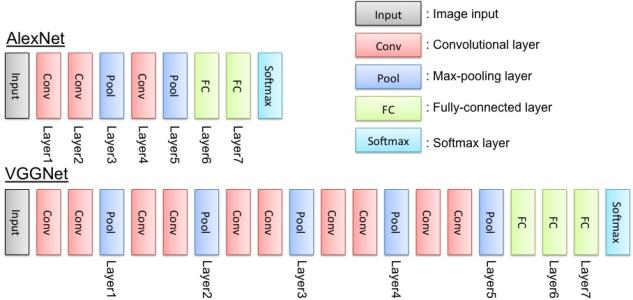 Input : Image input
AlexNet
Conv : Convolutional layer
Input Conv Conv Pool Conv Pool FC FC Softmax
Pool : Max-pooling layer
FC : Fully-connected layer
Softmax : Softmax layer
Layer1 Layer2 Layer3 Layer4 Layer5 Layer6 Layer7
VGGNet
Input Conv Conv Pool Conv Conv Pool Conv Conv Pool Conv Conv Pool Conv Conv Pool FC FC FC Softmax
Layer1 Layer2 Layer3 Layer4 Layer5 Layer6 Layer7